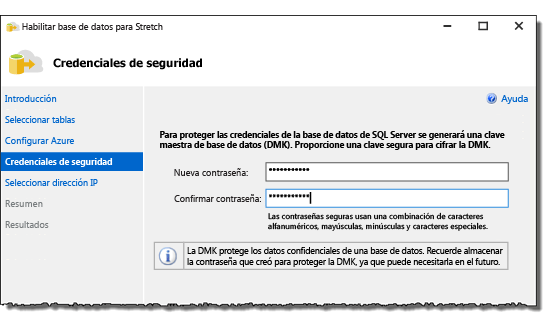 Habilitar base de datos para Stretch
Credenciales de seguridad
Introducción
Seleccionar tablas
Configurar Azure
Credenciales de seguridad
Seleccionar dirección IP
Resumen
Resultados
Ayuda
Para proteger las credenciales de la base de datos de SQL Server se generará una clave
maestra de base de datos (DMK). Proporcione una clave segura para cifrar la DMK.
Nueva contraseña:
•••••••••••
Confirmar contraseña:
•••••••••••
Las contraseñas seguras usan una combinación de caracteres
alfanuméricos, mayúsculas, minúsculas y caracteres especiales.
La DMK protege los datos confidenciales de una base de datos. Recuerde almacenar
la contraseña que creó para proteger la DMK, ya que puede necesitarla en el futuro.